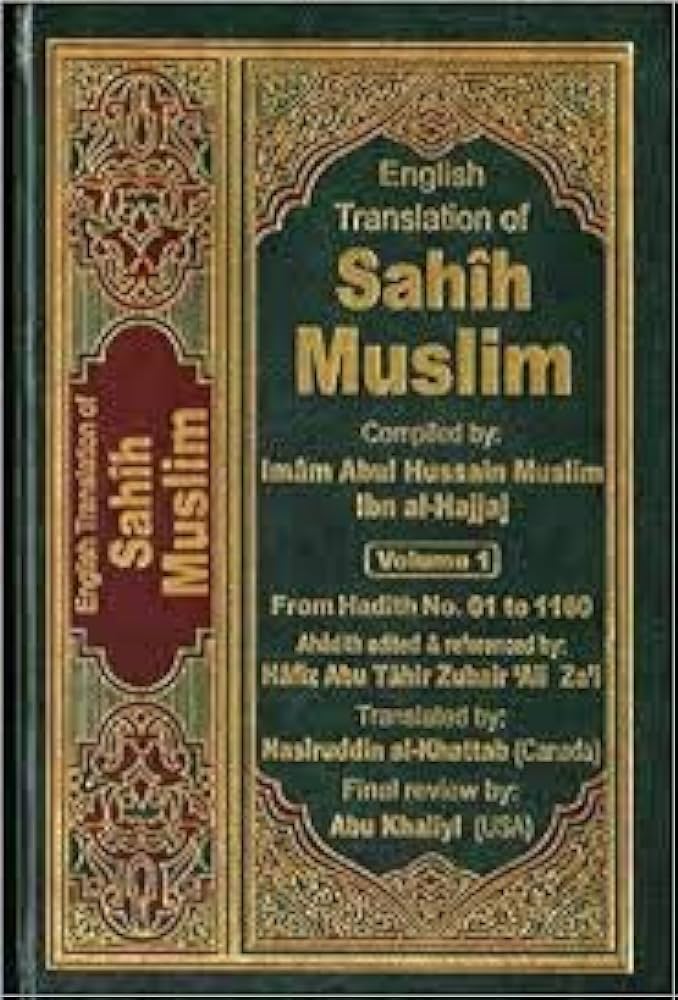 English Translation of
Sahîh
Muslim
English
Translation of
Sahîh
Muslim
Compiled by:
Imâm Abul Hussain Muslim
Ibn al-Hajjaj
Volume 1
From Hadith No. 01 to 1160
Ahâdith edited & referenced by:
Hâfiz Abu Tâhir Zubair 'Ali Za'i
Translated by:
Nasiruddin al-Khattab (Canada)
Final review by:
Abu Khaliyl (USA)